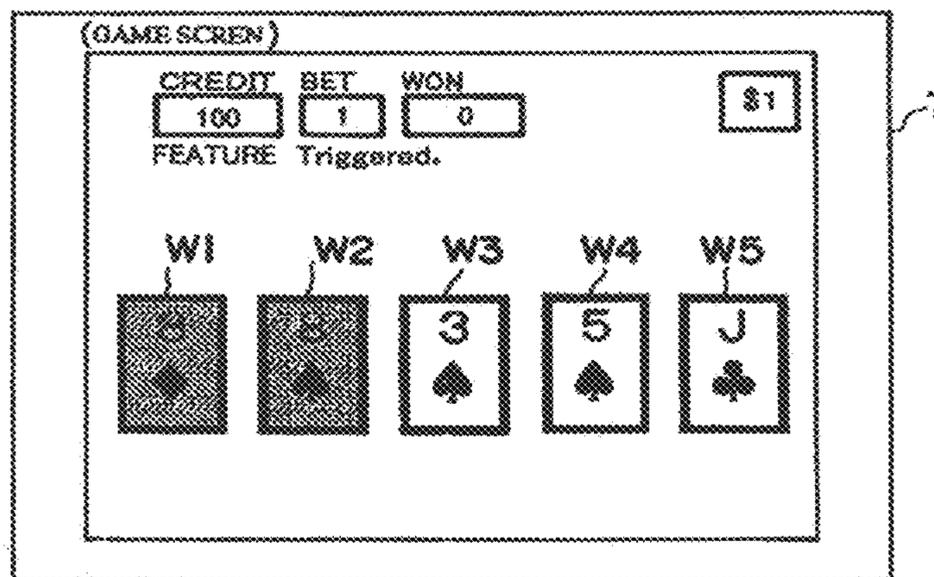 (GAME SCREN)
CREDIT BET WON
100 1 0 $1
FEATURE Triggered.
W1 W2 W3 W4 W5
3 5 J